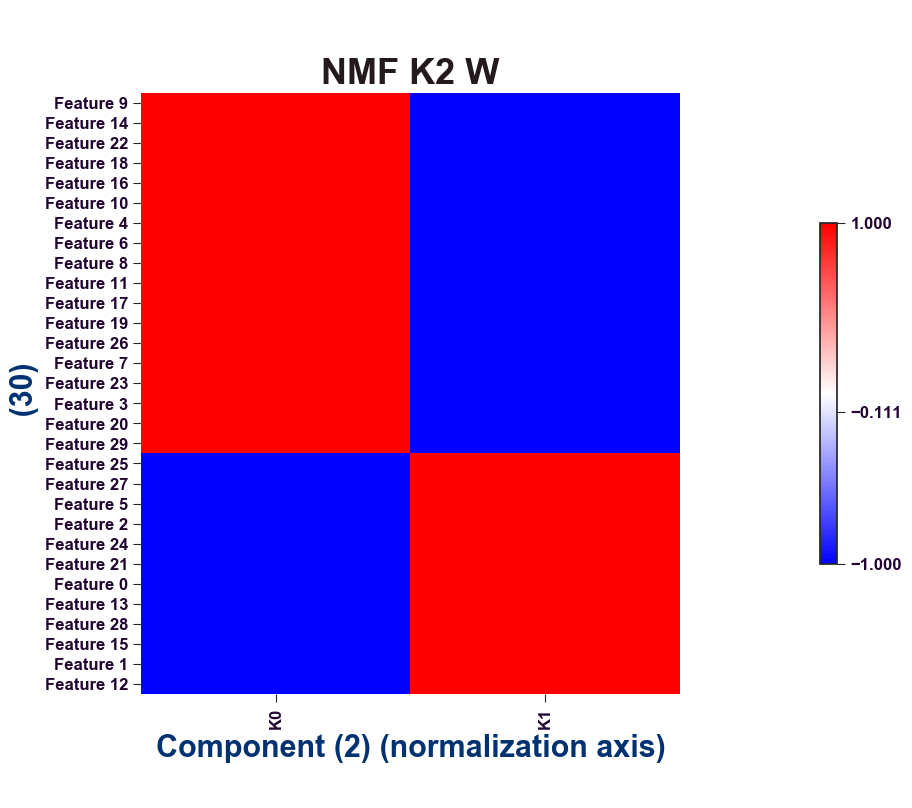 NMF K2 W
Feature 9
Feature 14
Feature 22
Feature 18
Feature 16
Feature 10
Feature 4
Feature 6
Feature 8
Feature 11
Feature 17
Feature 19
Feature 26
Feature 7
Feature 23
Feature 3
Feature 20
Feature 29
Feature 25
Feature 27
Feature 5
Feature 2
Feature 24
Feature 21
Feature 0
Feature 13
Feature 28
Feature 15
Feature 1
Feature 12
(30)
K0
K1
Component (2) (normalization axis)
1.000
−0.111
−1.000